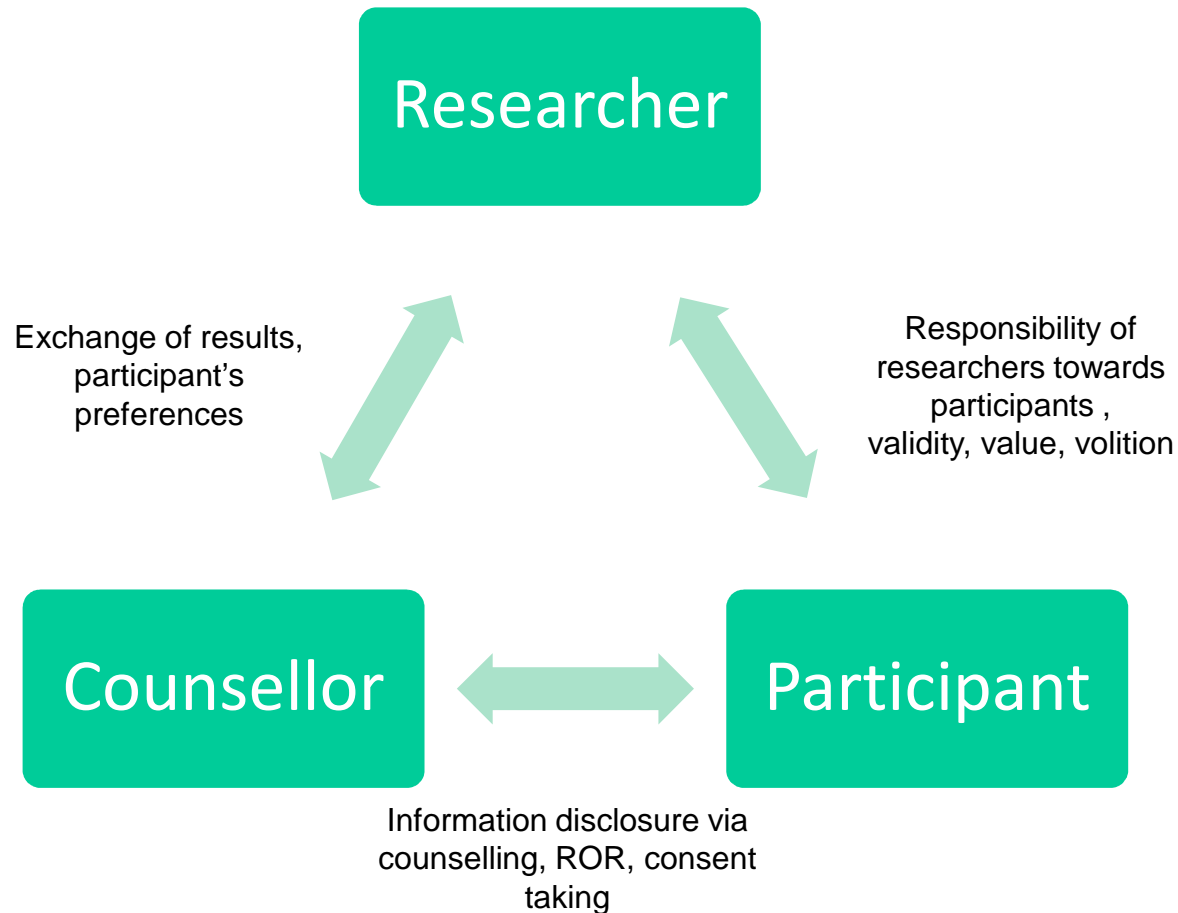 Researcher
Exchange of results,
participant's
preferences
Responsibility of
researchers towards
participants ,
validity, value, volition
Counsellor
Participant
Information disclosure via
counselling, ROR, consent
taking